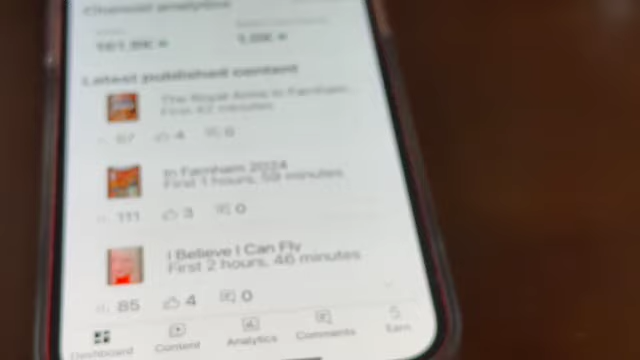 Channel analytics
Latest published content
The Royal Arms in Farnham
First 42 minutes
67 4 0
In Farnham 2024
First 1 hours, 59 minutes
111 3 0
I Believe I Can Fly
First 2 hours, 46 minutes
85 4 0
Dashboard Content Analytics Comments Earn